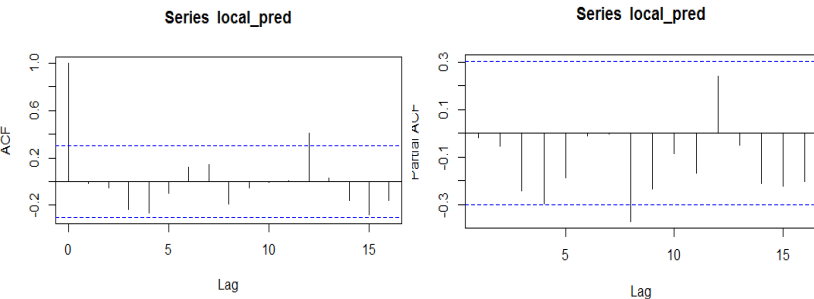 Series local_pred
1.0
0.6
0.2
-0.2
ACF
0 5 10 15
Lag
Series local_pred
0.3
0.1
-0.1
-0.3
Partial ACF
5 10 15
Lag